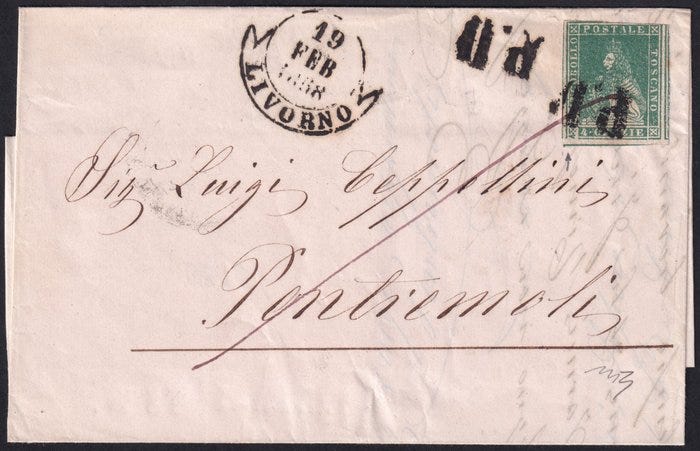 19
FEB
1858
LIVORNO
P.D
P.D
FRANCOBOLLO POSTALE TOSCANO
4 CRAZIE
Sig.r Luigi Ceppellini
Pontremoli